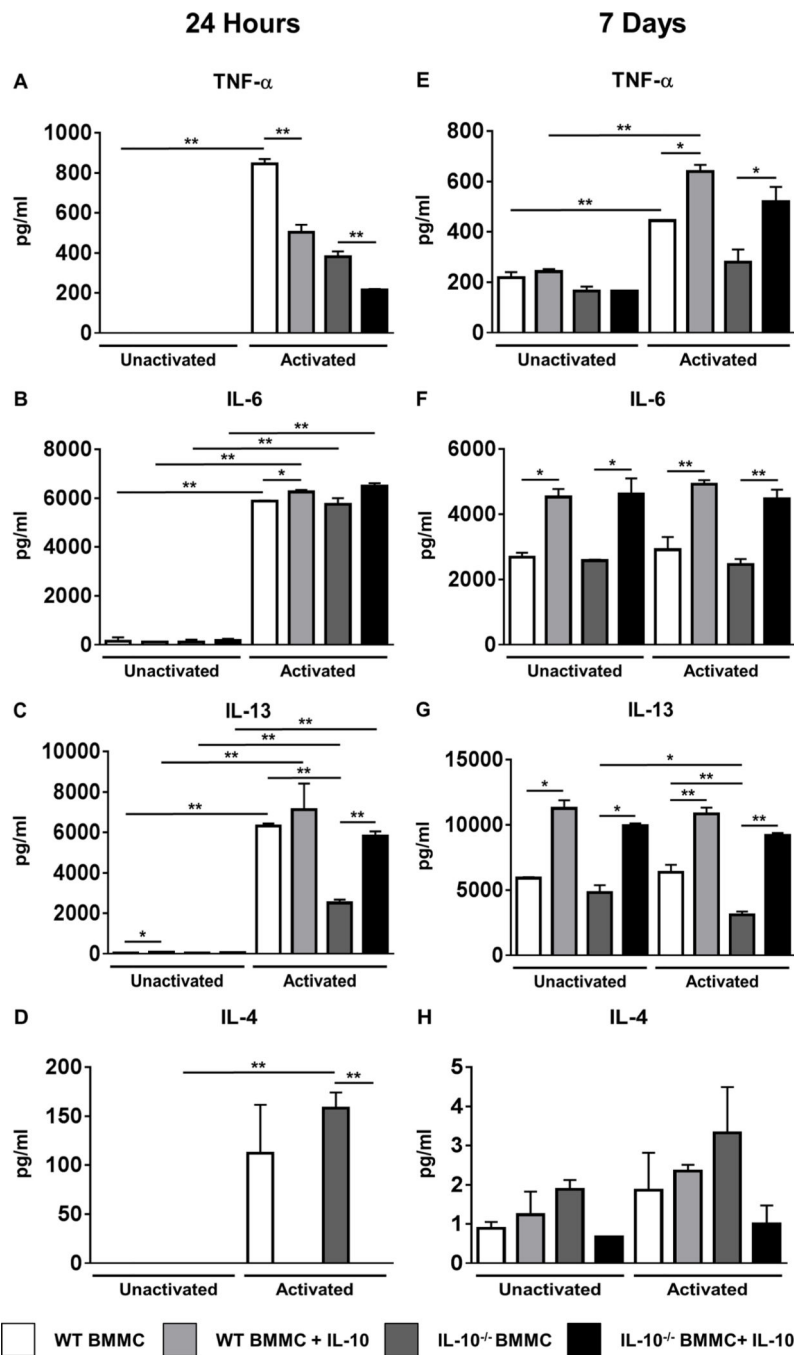 24 Hours 7 Days
A TNF-α E TNF-α
1000
800
600
400
200
0
pg/ml
** ** **
Unactivated Activated
800
600
400
200
0
pg/ml
** ** * *
Unactivated Activated
B IL-6 F IL-6
8000
6000
4000
2000
0
pg/ml
** ** ** ** *
Unactivated Activated
6000
4000
2000
0
pg/ml
* * ** **
Unactivated Activated
C IL-13 G IL-13
10000
8000
6000
4000
2000
0
pg/ml
** ** ** ** ** ** *
Unactivated Activated
15000
10000
5000
0
pg/ml
* ** * * ** **
Unactivated Activated
D IL-4 H IL-4
200
150
100
50
0
pg/ml
** **
Unactivated Activated
5
4
3
2
1
0
pg/ml
Unactivated Activated
WT BMMC WT BMMC + IL-10 IL-10-/- BMMC IL-10-/- BMMC+ IL-10